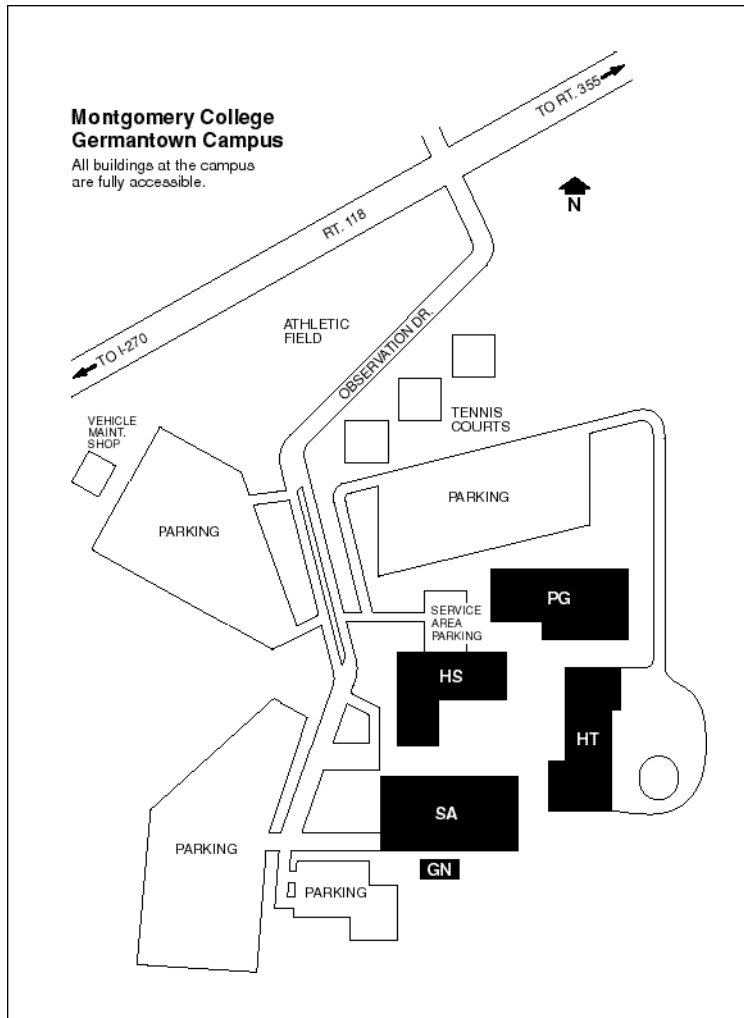 Montgomery College
Germantown Campus
All buildings at the campus
are fully accessible.
TO RT. 355
N
RT. 118
TO I-270
ATHLETIC
FIELD
OBSERVATION DR.
TENNIS
COURTS
VEHICLE
MAINT.
SHOP
PARKING
PARKING
PG
SERVICE
AREA
PARKING
HS
HT
SA
PARKING
GN
PARKING